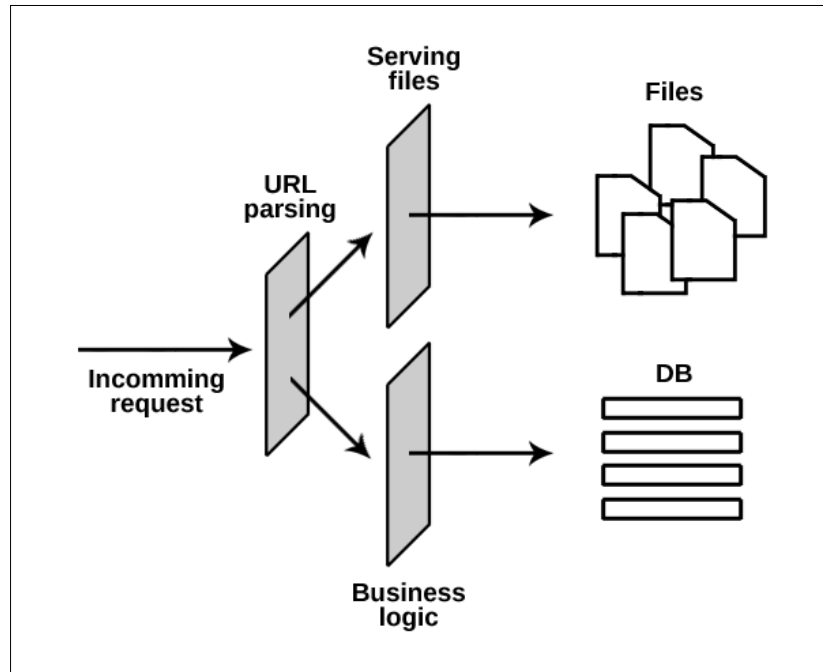 Serving
files
Files
URL
parsing
Incomming
request
DB
Business
logic